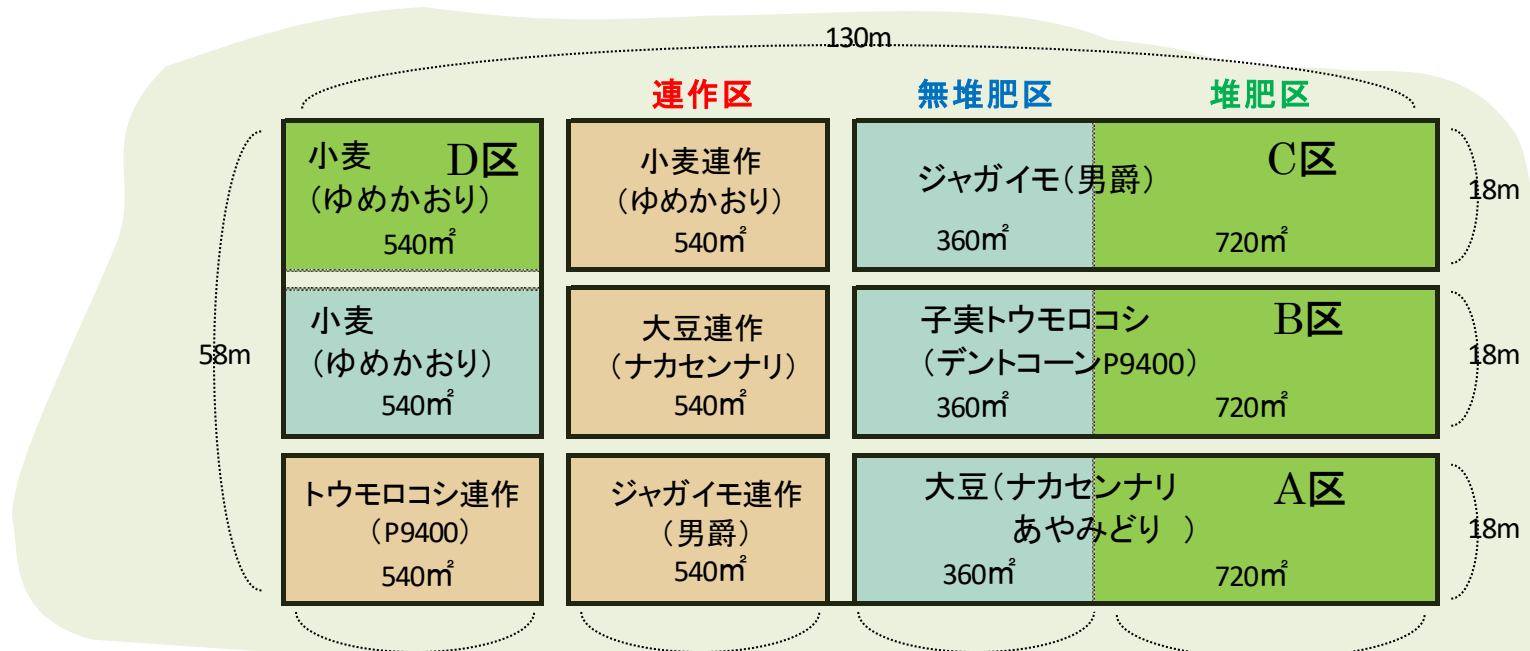 130m
連作区
無堆肥区
堆肥区
小麦
D区
(ゆめかおり)
540㎡
小麦連作
(ゆめかおり)
540㎡
ジャガイモ(男爵)
C区
360㎡
720㎡
18m
58m
小麦
(ゆめかおり)
540㎡
大豆連作
(ナカセンナリ)
540㎡
子実トウモロコシ
B区
(デントコーンP9400)
360㎡
720㎡
18m
トウモロコシ連作
(P9400)
540㎡
ジャガイモ連作
(男爵)
540㎡
大豆(ナカセンナリ
A区
あやみどり )
360㎡
720㎡
18m